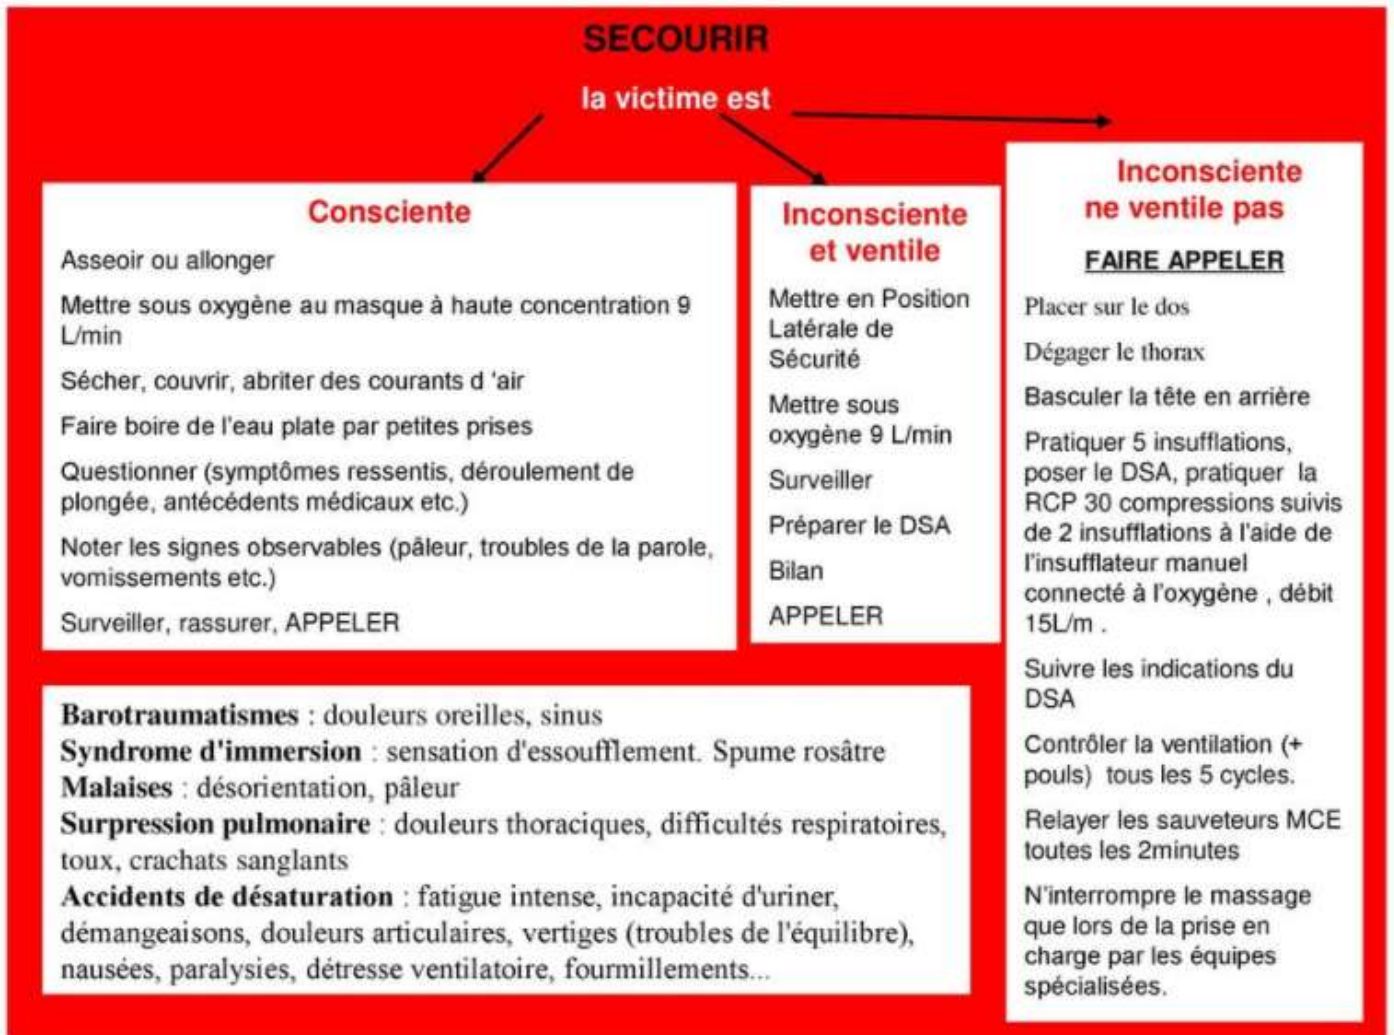 SECOURIR
la victime est
Consciente
Asseoir ou allonger
Mettre sous oxygène au masque à haute concentration 9
L/min
Sécher, couvrir, abriter des courants d 'air
Faire boire de l'eau plate par petites prises
Questionner (symptômes ressentis, déroulement de
plongée, antécédents médicaux etc.)
Noter les signes observables (pâleur, troubles de la parole,
vomissements etc.)
Surveiller, rassurer, APPELER
Inconsciente
et ventile
Mettre en Position
Latérale de
Sécurité
Mettre sous
oxygène 9 L/min
Surveiller
Préparer le DSA
Bilan
APPELER
Inconsciente
ne ventile pas
FAIRE APPELER
Placer sur le dos
Dégager le thorax
Basculer la tête en arrière
Pratiquer 5 insufflations,
poser le DSA, pratiquer la
RCP 30 compressions suivis
de 2 insufflations à l'aide de
l'insufflateur manuel
connecté à l'oxygène , débit
15L/m .
Suivre les indications du
DSA
Contrôler la ventilation (+
pouls) tous les 5 cycles.
Relayer les sauveteurs MCE
toutes les 2minutes
N'interrompre le massage
que lors de la prise en
charge par les équipes
spécialisées.
Barotraumatismes : douleurs oreilles, sinus
Syndrome d'immersion : sensation d'essoufflement. Spume rosâtre
Malaises : désorientation, pâleur
Surpression pulmonaire : douleurs thoraciques, difficultés respiratoires,
toux, crachats sanglants
Accidents de désaturation : fatigue intense, incapacité d'uriner,
démangeaisons, douleurs articulaires, vertiges (troubles de l'équilibre),
nausées, paralysies, détresse ventilatoire, fourmillements...